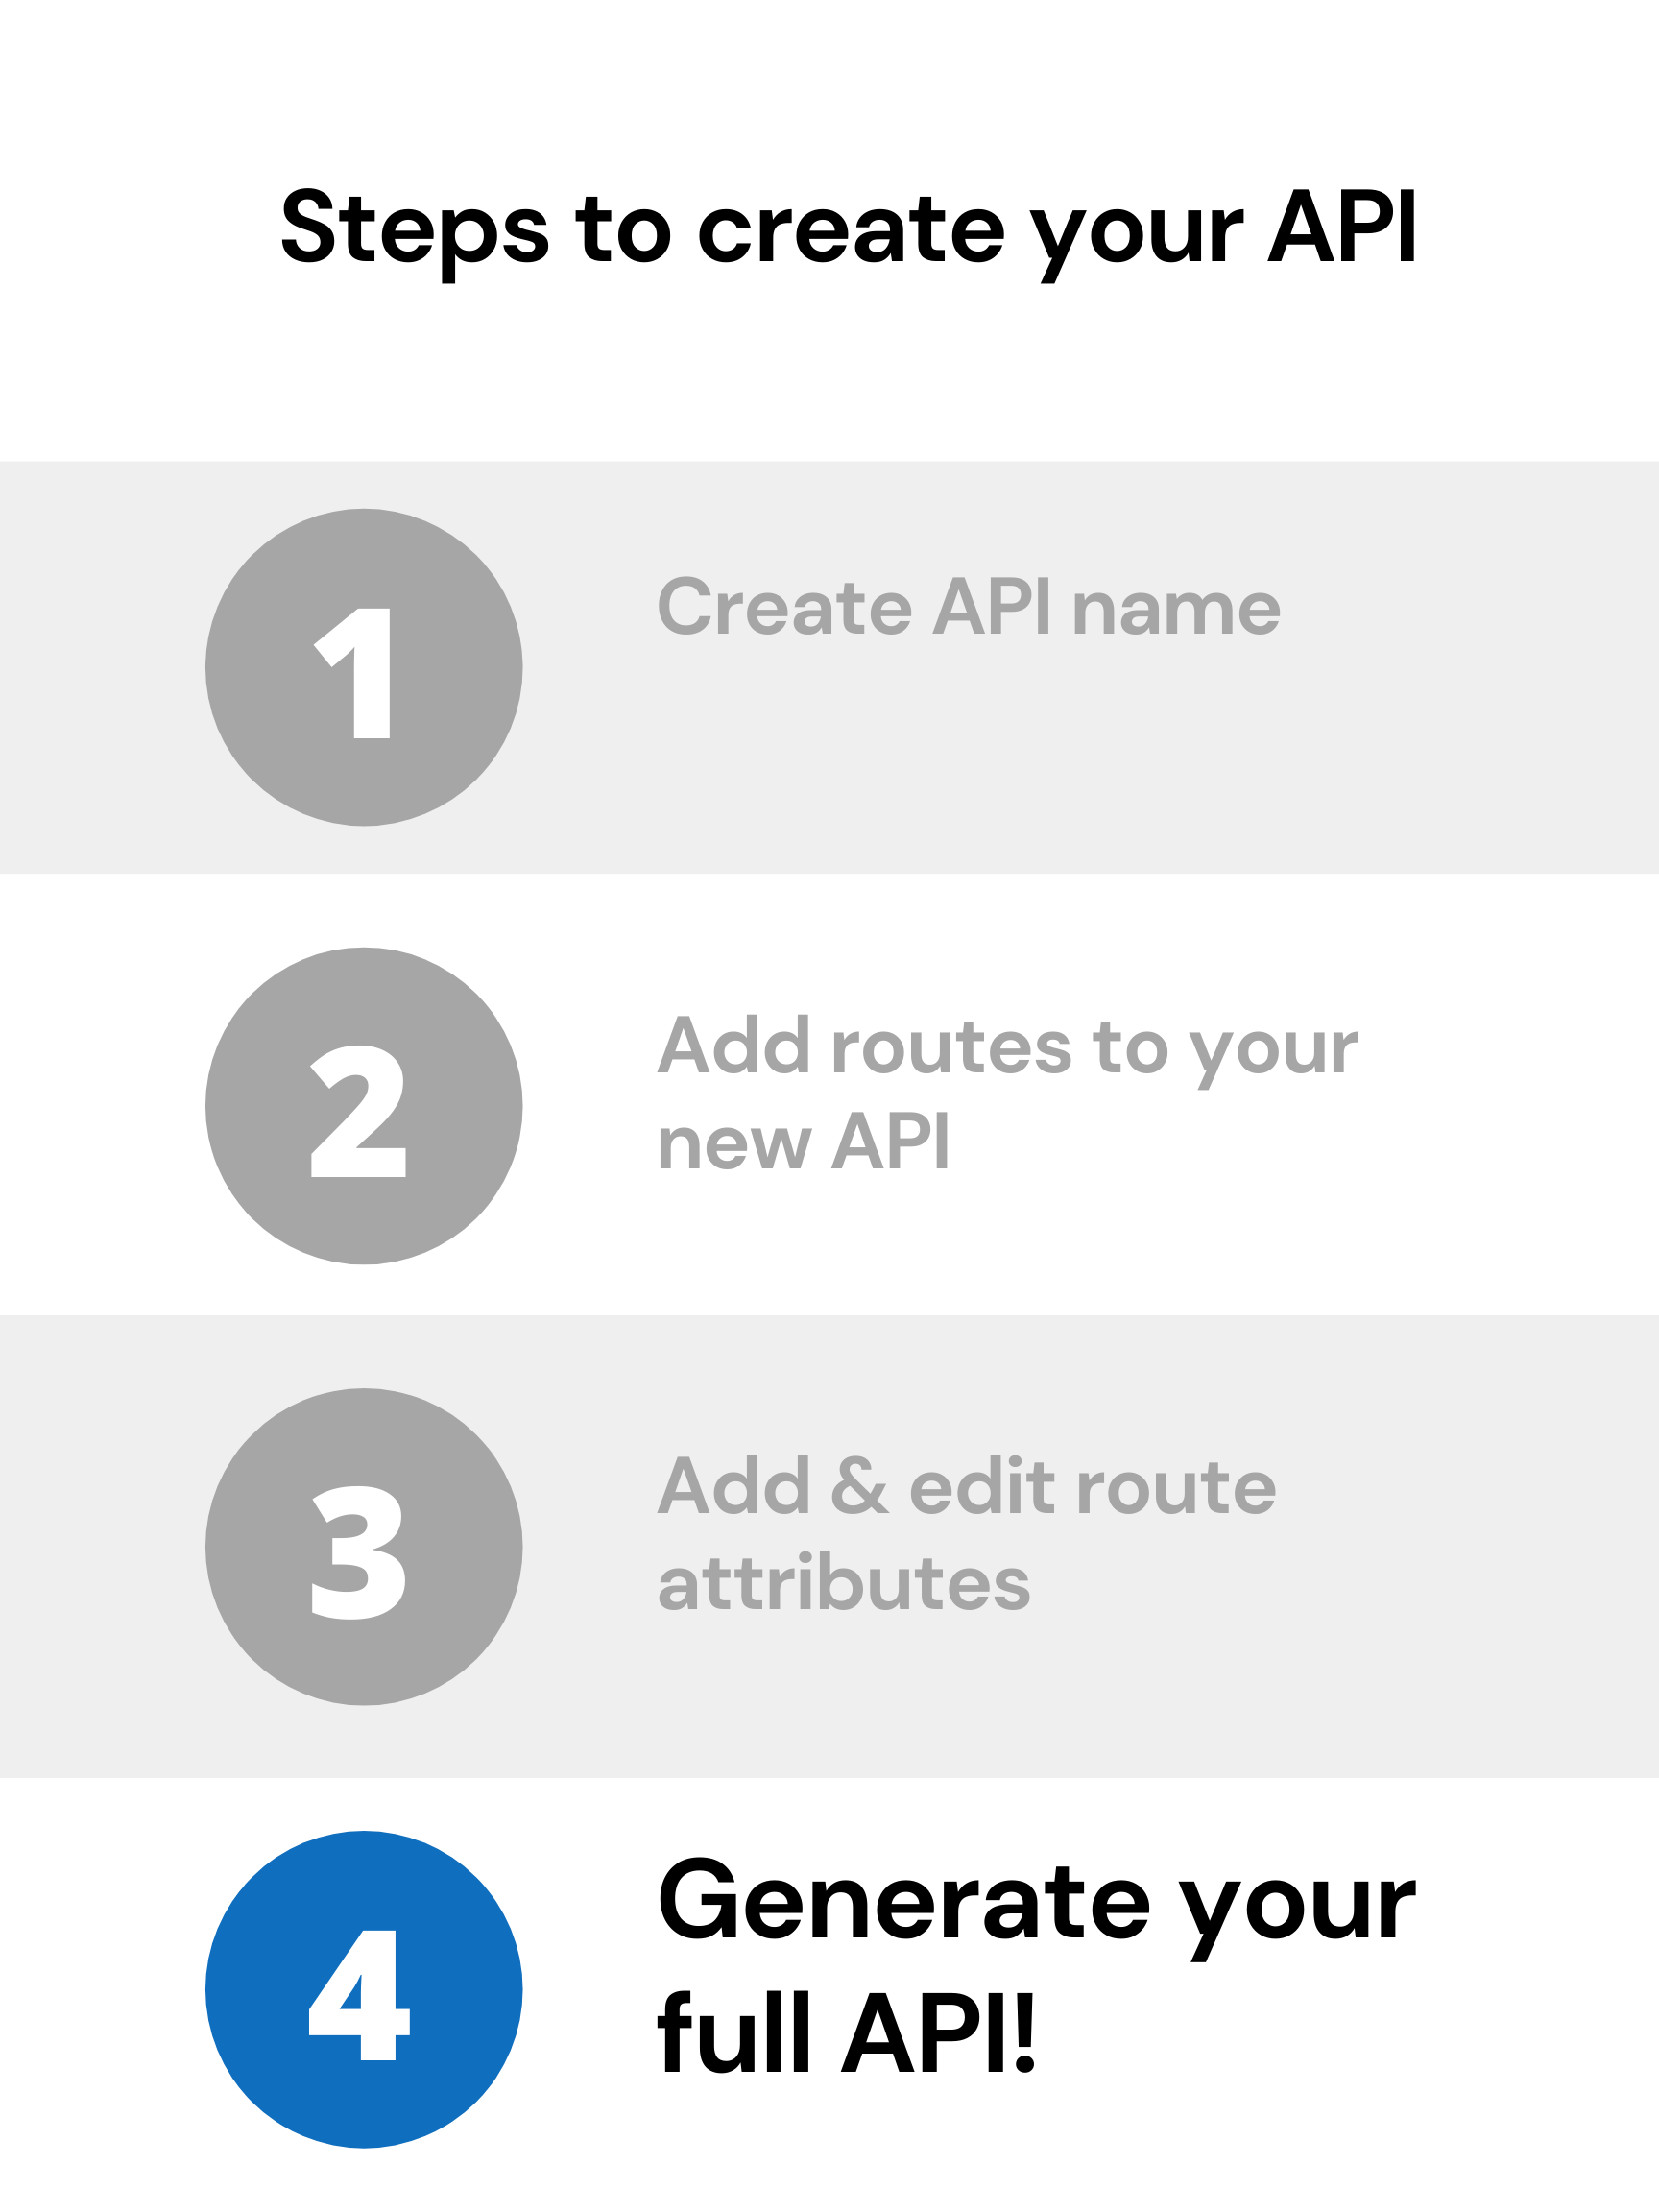 Steps to create your API
1
Create API name
2
Add routes to your
new API
3
Add & edit route
attributes
4
Generate your
full API!